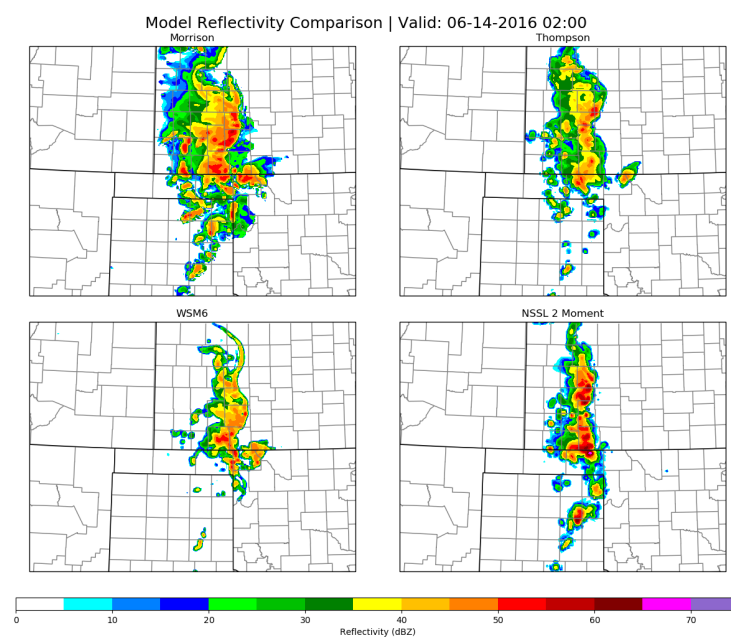 Model Reflectivity Comparison | Valid: 06-14-2016 02:00
Morrison
Thompson
WSM6
NSSL 2 Moment
0 10 20 30 40 50 60 70
Reflectivity (dBZ)